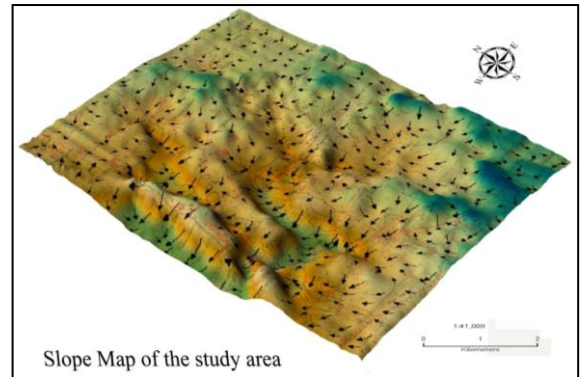 N E
W S
1:41,000
0 1 2
Kilometers
Slope Map of the study area